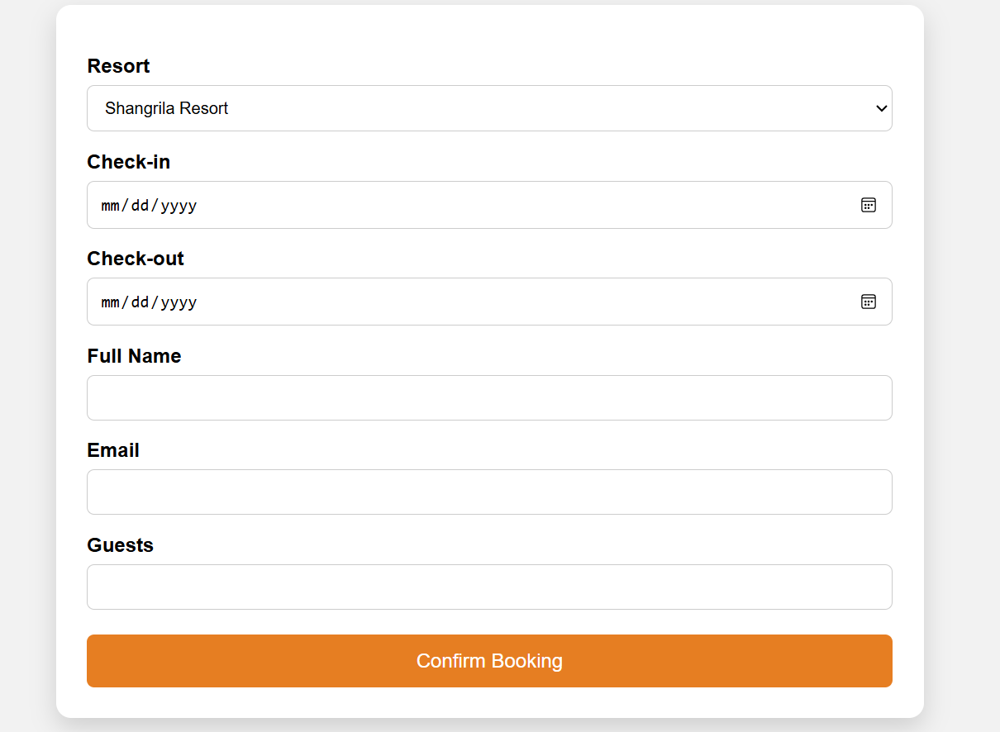 Resort
Shangrila Resort
Check-in
mm/dd/yyyy
Check-out
mm/dd/yyyy
Full Name
Email
Guests
Confirm Booking